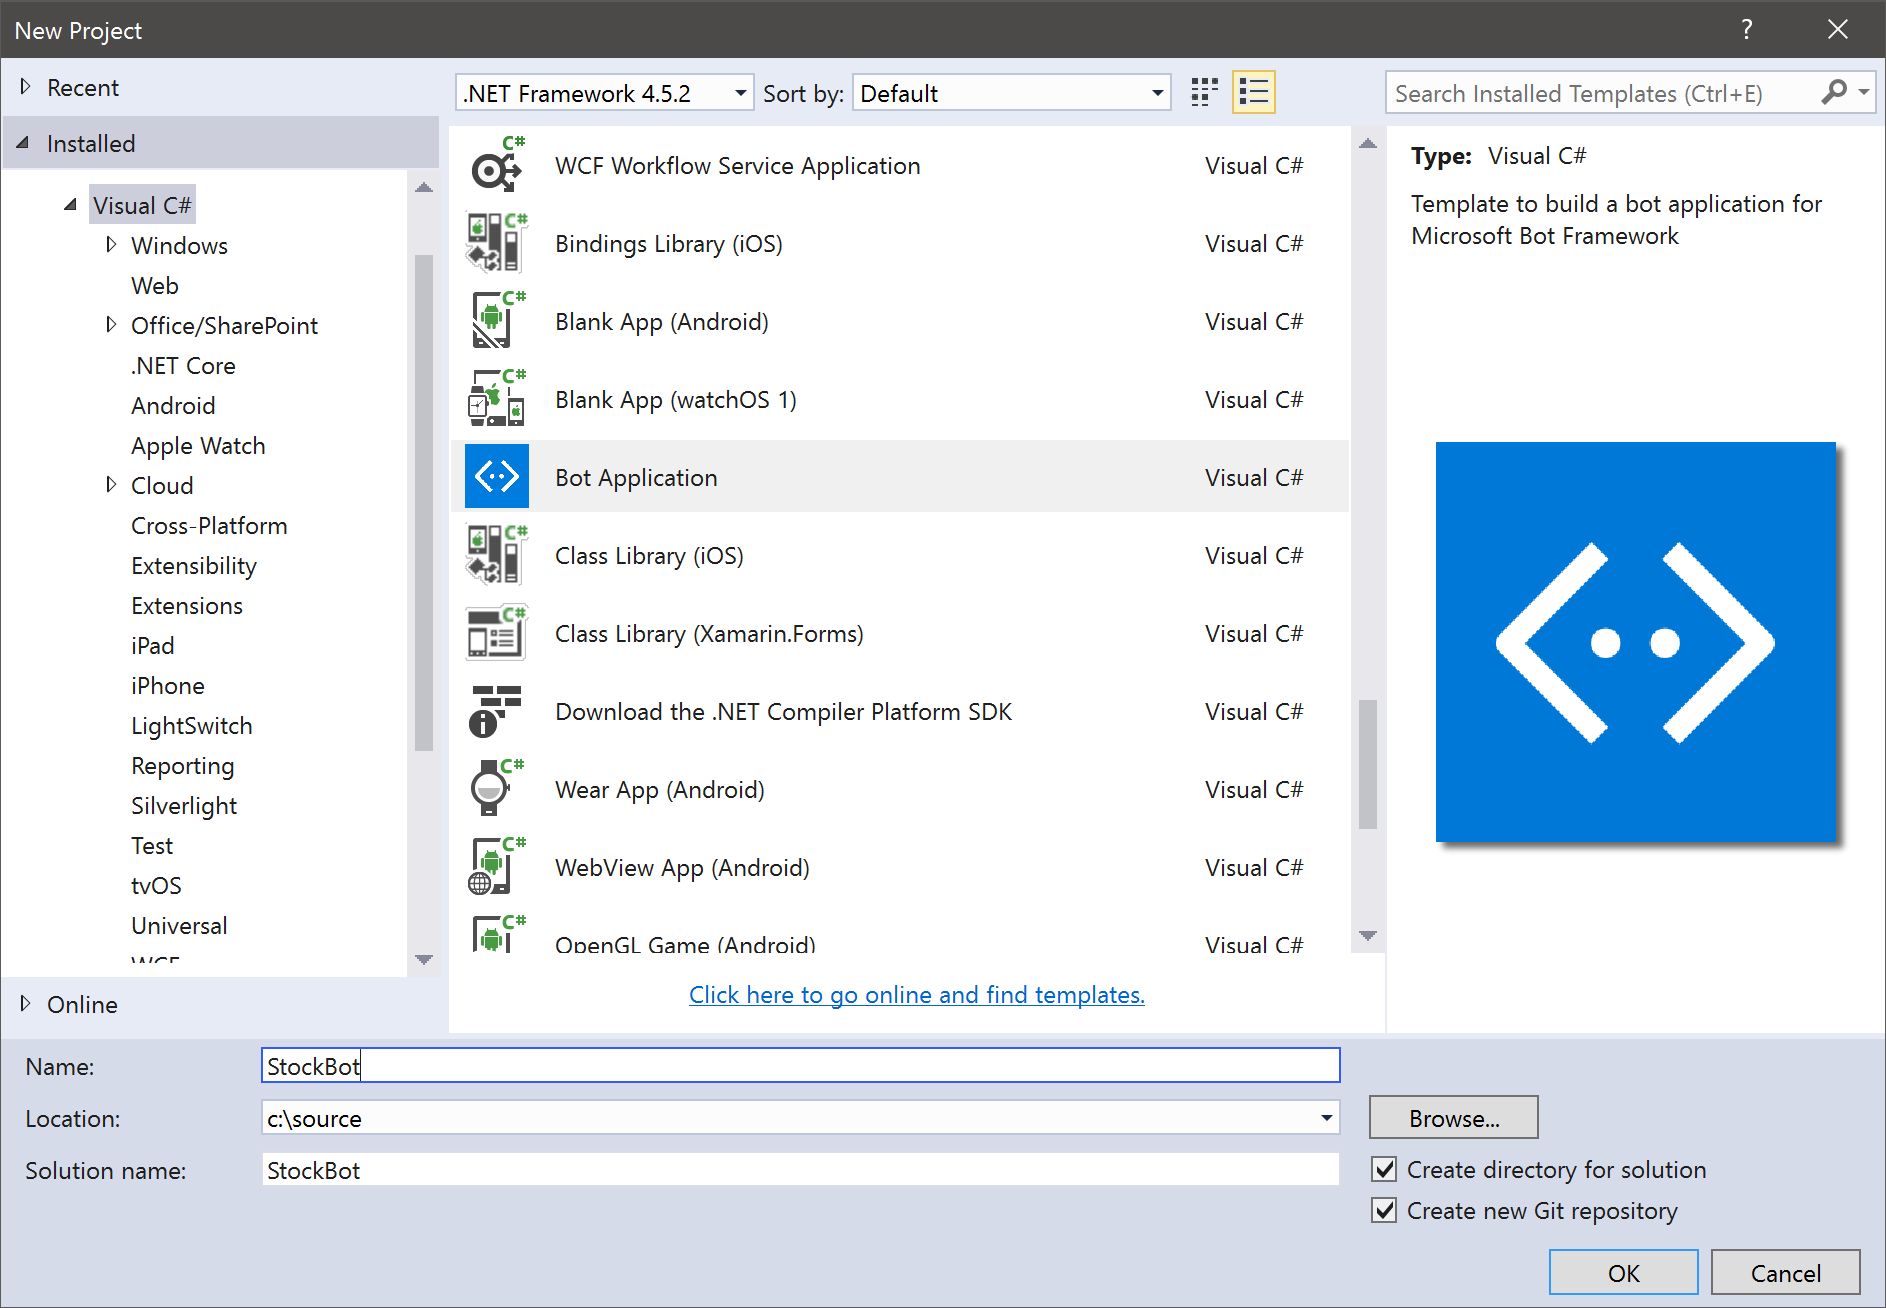 New Project
?
Recent
Installed
Visual C#
Windows
Web
Office/SharePoint
.NET Core
Android
Apple Watch
Cloud
Cross-Platform
Extensibility
Extensions
iPad
iPhone
LightSwitch
Reporting
Silverlight
Test
tvOS
Universal
WCF
Online
.NET Framework 4.5.2
Sort by:
Default
Search Installed Templates (Ctrl+E)
C#
WCF Workflow Service Application Visual C#
C#
Bindings Library (iOS) Visual C#
C#
Blank App (Android) Visual C#
C#
Blank App (watchOS 1) Visual C#
Bot Application Visual C#
C#
Class Library (iOS) Visual C#
C#
Class Library (Xamarin.Forms) Visual C#
Download the .NET Compiler Platform SDK Visual C#
C#
Wear App (Android) Visual C#
C#
WebView App (Android) Visual C#
C#
OpenGL Game (Android) Visual C#
Click here to go online and find templates.
Type: Visual C#
Template to build a bot application for
Microsoft Bot Framework
Name: StockBot
Location: c:\source
Browse...
Solution name: StockBot
Create directory for solution
Create new Git repository
OK
Cancel